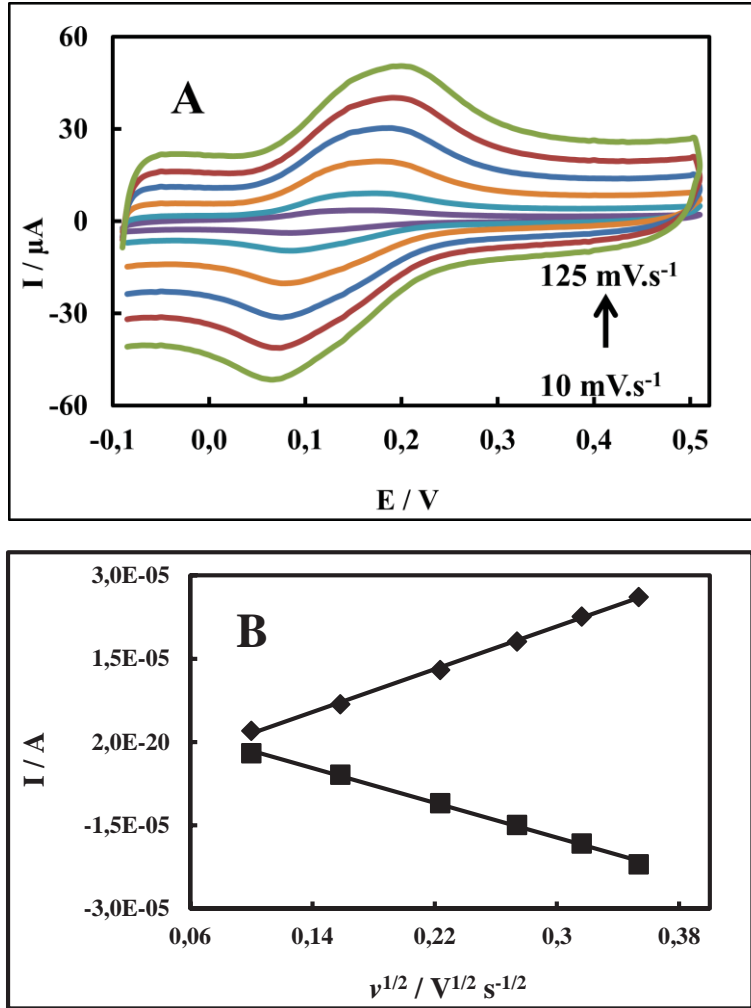 60
A
30
0
I / µA
-30
125 mV.s-1
10 mV.s-1
-60
-0,1 0,0 0,1 0,2 0,3 0,4 0,5
E / V
3,0E-05
B
1,5E-05
2,0E-20
I / A
-1,5E-05
-3,0E-05
0,06 0,14 0,22 0,3 0,38
v1/2 / V1/2 s-1/2